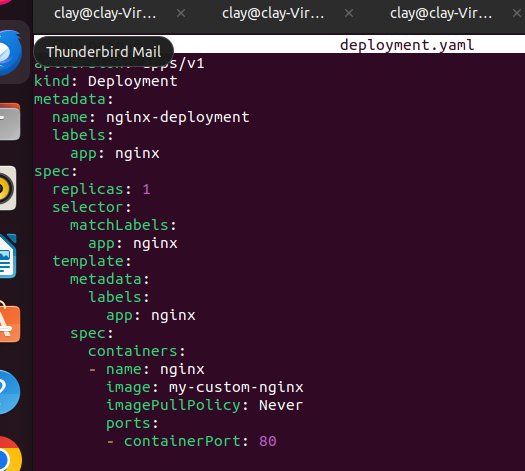 clay@clay-Vir… × clay@clay-Vir… × clay@clay-Vir… ×
Thunderbird Mail
deployment.yaml
apps/v1
kind: Deployment
metadata:
  name: nginx-deployment
  labels:
    app: nginx
spec:
  replicas: 1
  selector:
    matchLabels:
      app: nginx
  template:
    metadata:
      labels:
        app: nginx
    spec:
      containers:
      - name: nginx
        image: my-custom-nginx
        imagePullPolicy: Never
        ports:
        - containerPort: 80